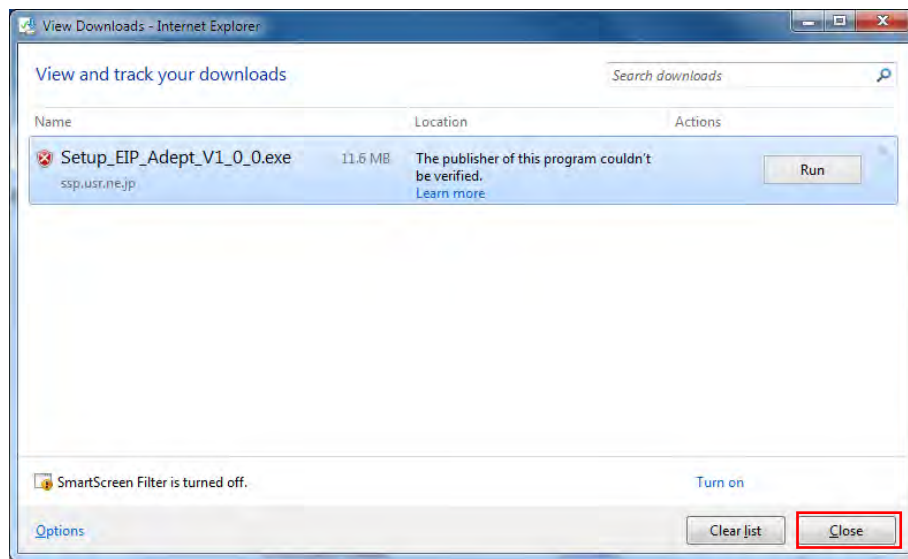 View Downloads - Internet Explorer
View and track your downloads
Search downloads
Name Location Actions
Setup_EIP_Adept_V1_0_0.exe 11.6 MB The publisher of this program couldn't
be verified.
Run
ssp.usr.ne.jp
Learn more
SmartScreen Filter is turned off. Turn on
Options Clear list Close